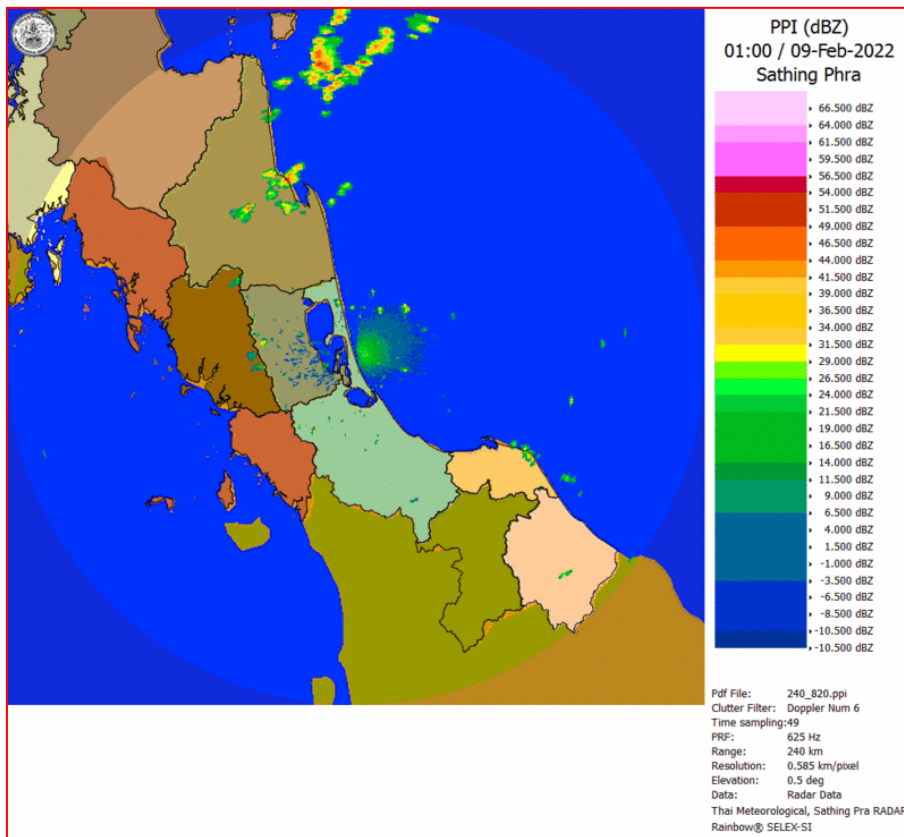 PPI (dBZ)
01:00 / 09-Feb-2022
Sathing Phra
66.500 dBZ
64.000 dBZ
61.500 dBZ
59.500 dBZ
56.500 dBZ
54.000 dBZ
51.500 dBZ
49.000 dBZ
46.500 dBZ
44.000 dBZ
41.500 dBZ
39.000 dBZ
36.500 dBZ
34.000 dBZ
31.500 dBZ
29.000 dBZ
26.500 dBZ
24.000 dBZ
21.500 dBZ
19.000 dBZ
16.500 dBZ
14.000 dBZ
11.500 dBZ
9.000 dBZ
6.500 dBZ
4.000 dBZ
1.500 dBZ
-1.000 dBZ
-3.500 dBZ
-6.500 dBZ
-8.500 dBZ
-10.500 dBZ
-10.500 dBZ
Pdf File: 240_820.ppi
Clutter Filter: Doppler Num 6
Time sampling:49
PRF: 625 Hz
Range: 240 km
Resolution: 0.585 km/pixel
Elevation: 0.5 deg
Data: Radar Data
Thai Meteorological, Sathing Pra RADAR
Rainbow® SELEX-SI